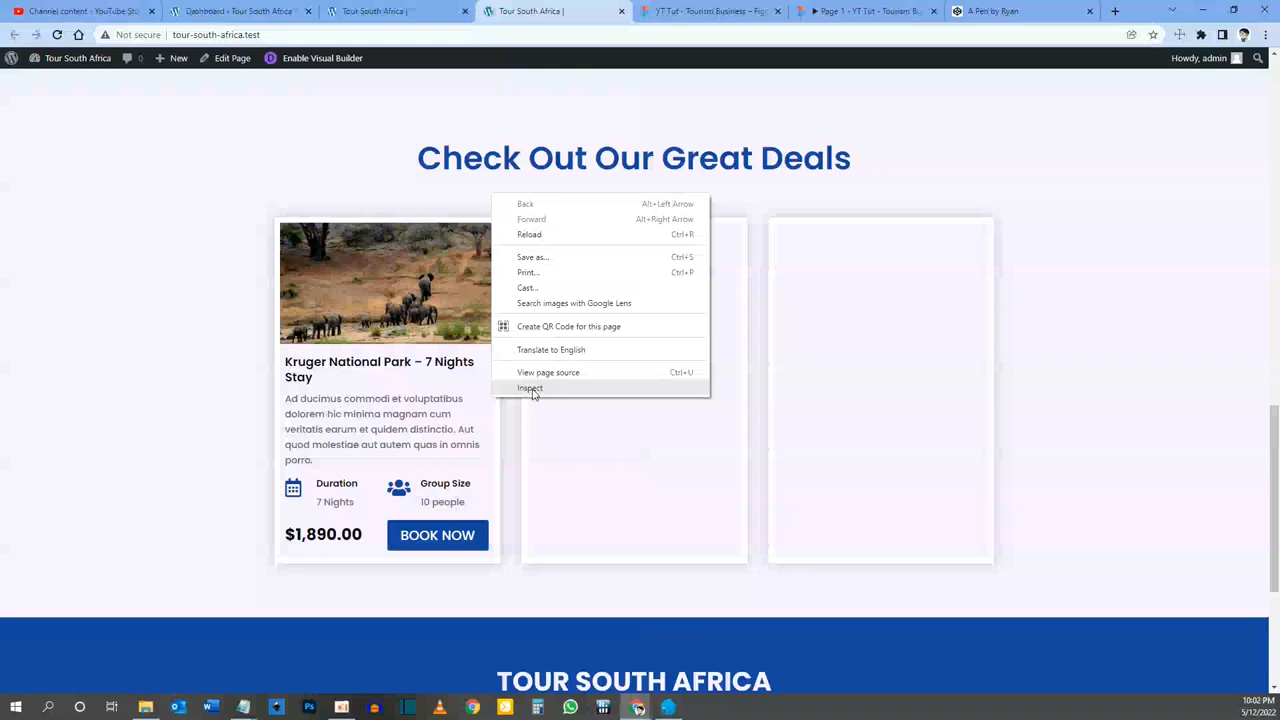 Channel content - YouTube Stu
Dashboard ‹ Tour South Africa
Tour South Africa |
Tour South Africa |
YT Tut - Tourism Business – Fig
Page 1 - YT Tut - Tourism Bus
A Pen by Ryan
Not secure | tour-south-africa.test
Tour South Africa 0 New Edit Page Enable Visual Builder Howdy, admin
Check Out Our Great Deals
Back Alt+Left Arrow
Forward Alt+Right Arrow
Reload Ctrl+R
Save as... Ctrl+S
Print... Ctrl+P
Cast...
Search images with Google Lens
Create QR Code for this page
Translate to English
View page source Ctrl+U
Inspect
Kruger National Park – 7 Nights
Stay
Ad ducimus commodi et voluptatibus
dolorem hic minima magnam cum
veritatis earum et quidem distinctio. Aut
quod molestiae aut autem quas in omnis
porro.
Duration
7 Nights
Group Size
10 people
$1,890.00
BOOK NOW
TOUR SOUTH AFRICA
10:02 PM
5/12/2022